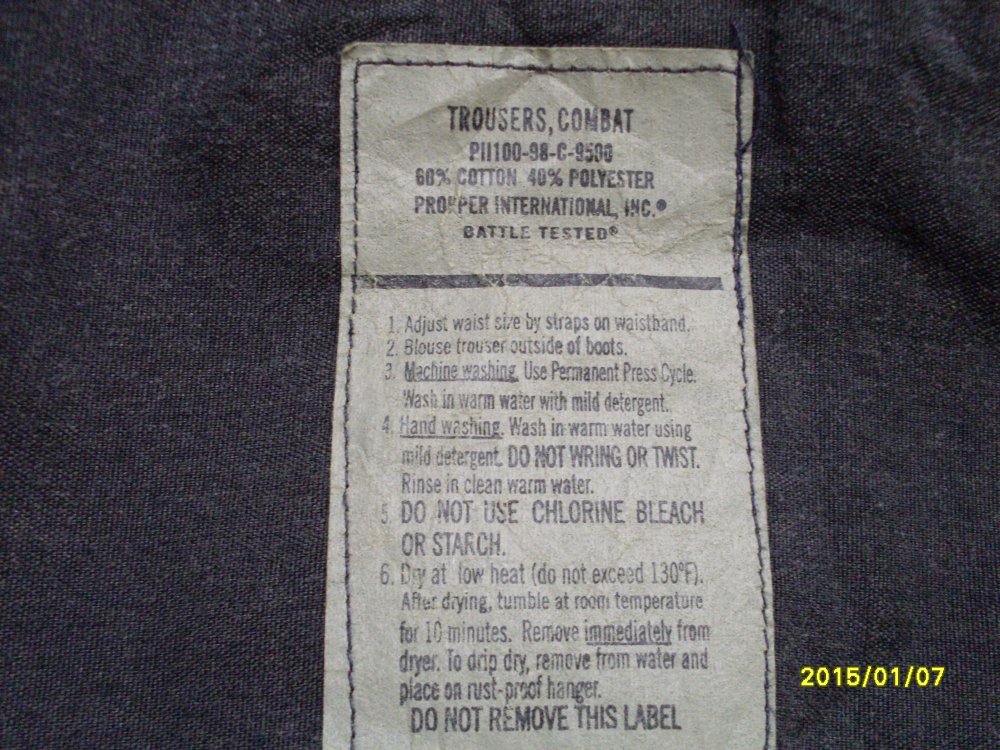 TROUSERS, COMBAT
PII100-98-C-9500
60% COTTON 40% POLYESTER
PROPPER INTERNATIONAL, INC.®
BATTLE TESTED®
1. Adjust waist size by straps on waistband.
2. Blouse trouser outside of boots.
3. Machine washing. Use Permanent Press Cycle.
Wash in warm water with mild detergent.
4. Hand washing. Wash in warm water using
mild detergent. DO NOT WRING OR TWIST.
Rinse in clean warm water.
5. DO NOT USE CHLORINE BLEACH
OR STARCH.
6. Dry at low heat (do not exceed 130°F).
After drying, tumble at room temperature
for 10 minutes. Remove immediately from
dryer. To drip dry, remove from water and
place on rust-proof hanger.
DO NOT REMOVE THIS LABEL
2015/01/07